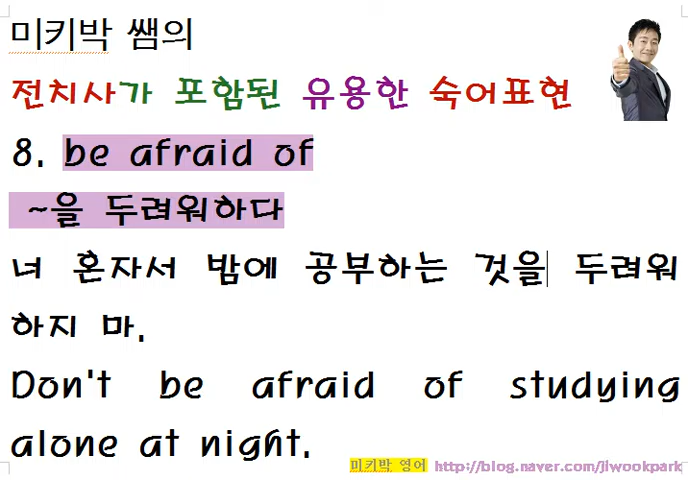 미키박 쌤의
전치사가 포함된 유용한 숙어표현
8. be afraid of
~을 두려워하다
너 혼자서 밤에 공부하는 것을 두려워
하지 마.
Don't be afraid of studying
alone at night.
미키박 영어 http://blog.naver.com/jiwookpark